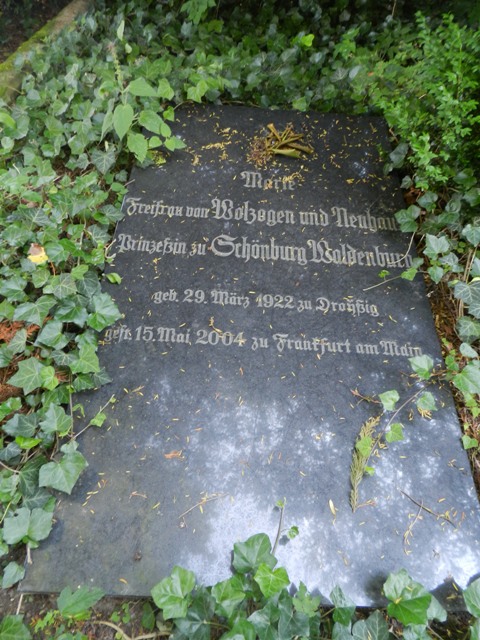 Marie
Freifrau von Wolzogen und Neuhaus
Prinzeßin zu Schönburg Waldenburg
geb. 29. März 1922 zu Droyßig
gest. 15. Mai 2004 zu Frankfurt am Main